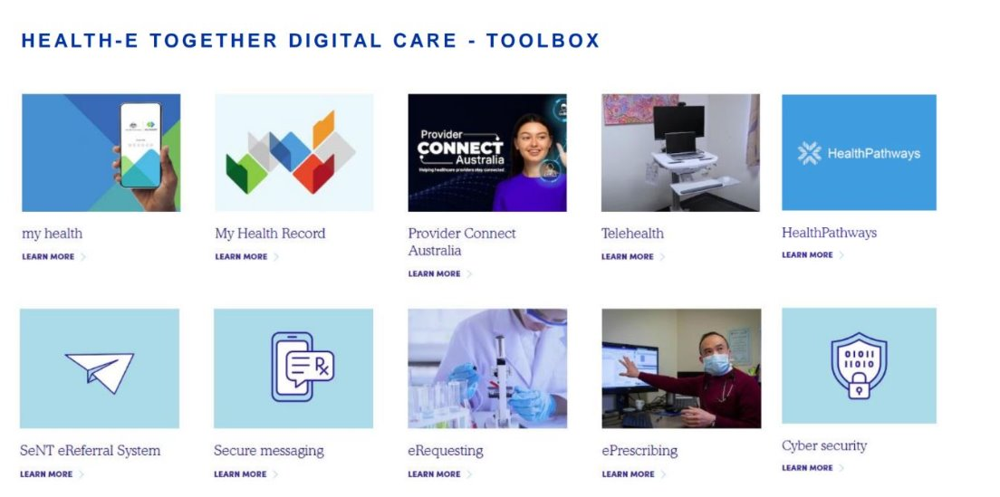 HEALTH-E TOGETHER DIGITAL CARE - TOOLBOX
Provider
CONNECT
Australia
Helping healthcare providers stay connected
HealthPathways
my health
LEARN MORE
My Health Record
LEARN MORE
Provider Connect
Australia
LEARN MORE
Telehealth
LEARN MORE
HealthPathways
LEARN MORE
Rx
01011
11010
SeNT eReferral System
LEARN MORE
Secure messaging
LEARN MORE
eRequesting
LEARN MORE
ePrescribing
LEARN MORE
Cyber security
LEARN MORE